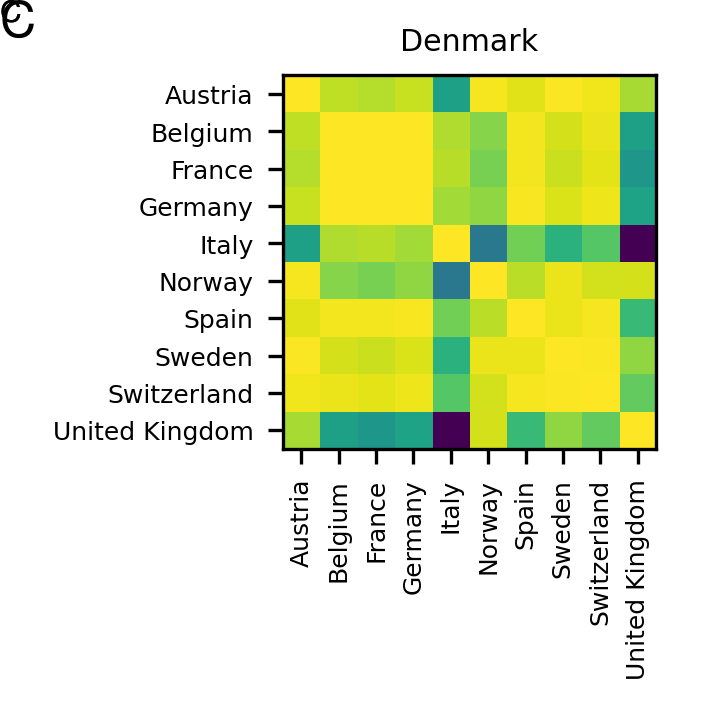 c
C
Denmark
Austria
Belgium
France
Germany
Italy
Norway
Spain
Sweden
Switzerland
United Kingdom
Austria
Belgium
France
Germany
Italy
Norway
Spain
Sweden
Switzerland
United Kingdom